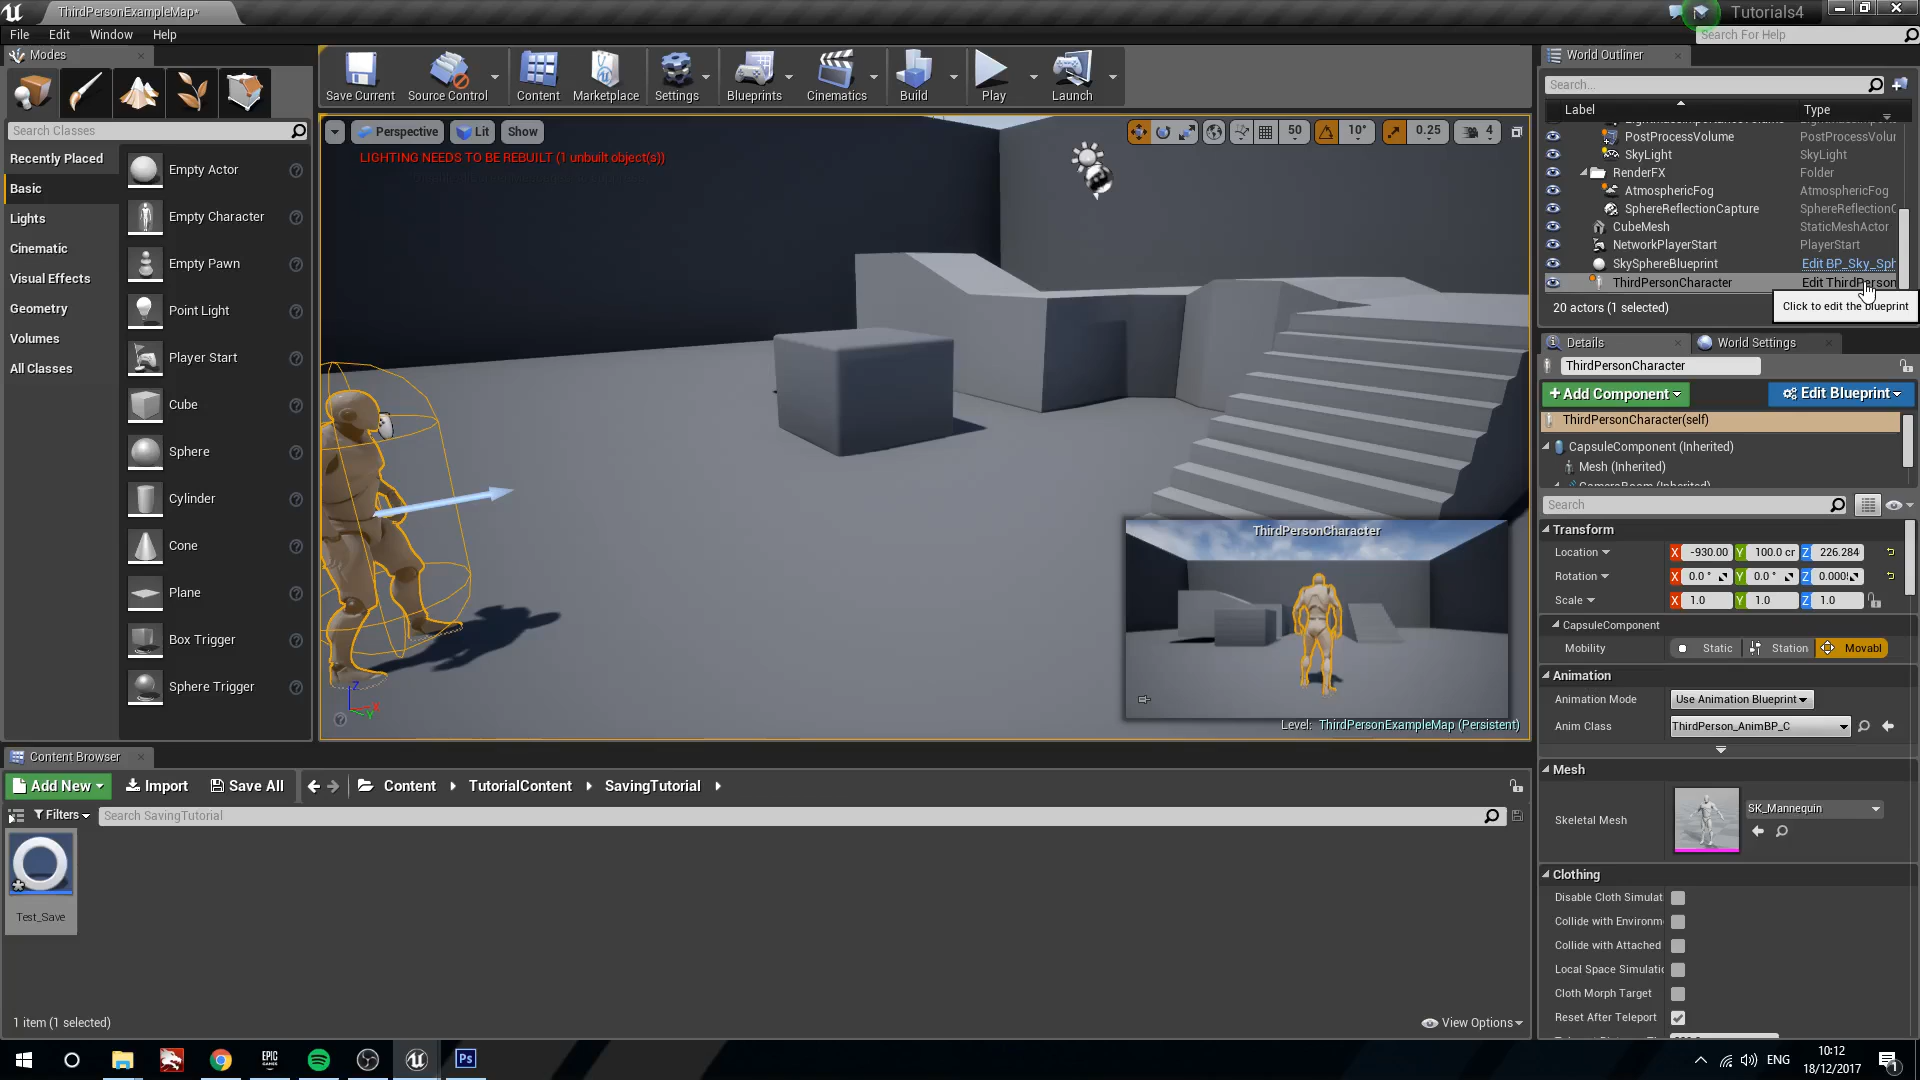 ThirdPersonExampleMap*
Tutorials4
File Edit Window Help
Search For Help
Modes
Save Current
Source Control
Content
Marketplace
Settings
Blueprints
Cinematics
Build
Play
Launch
Search Classes
Recently Placed
Basic
Lights
Cinematic
Visual Effects
Geometry
Volumes
All Classes
Empty Actor
Empty Character
Empty Pawn
Point Light
Player Start
Cube
Sphere
Cylinder
Cone
Plane
Box Trigger
Sphere Trigger
Perspective Lit Show
50 10° 0.25 4
LIGHTING NEEDS TO BE REBUILT (1 unbuilt object(s))
ThirdPersonCharacter
Level: ThirdPersonExampleMap (Persistent)
Z
X
Y
World Outliner
Search...
Label Type
PostProcessVolume PostProcessVolur
SkyLight SkyLight
RenderFX Folder
AtmosphericFog AtmosphericFog
SphereReflectionCapture SphereReflectionC
CubeMesh StaticMeshActor
NetworkPlayerStart PlayerStart
SkySphereBlueprint Edit BP_Sky_Sph
ThirdPersonCharacter Edit ThirdPerson
20 actors (1 selected)
Click to edit the blueprint
Details World Settings
ThirdPersonCharacter
+Add Component Edit Blueprint
ThirdPersonCharacter(self)
CapsuleComponent (Inherited)
Mesh (Inherited)
CameraBoom (Inherited)
Search
Transform
Location X -930.00 Y 100.0 cr Z 226.284
Rotation X 0.0 ° Y 0.0 ° Z
Scale X 1.0 Y 1.0 Z 1.0
CapsuleComponent
Mobility Static Station Movabl
Animation
Animation Mode Use Animation Blueprint
Anim Class ThirdPerson_AnimBP_C
Mesh
Skeletal Mesh SK_Mannequin
Clothing
Disable Cloth Simulat
Collide with Environm
Collide with Attached
Local Space Simulatic
Cloth Morph Target
Reset After Teleport
Content Browser
Add New Import Save All Content TutorialContent SavingTutorial
Filters Search SavingTutorial
Test_Save
1 item (1 selected)
View Options
EPIC GAMES
Ps
ENG
10:12
18/12/2017
1